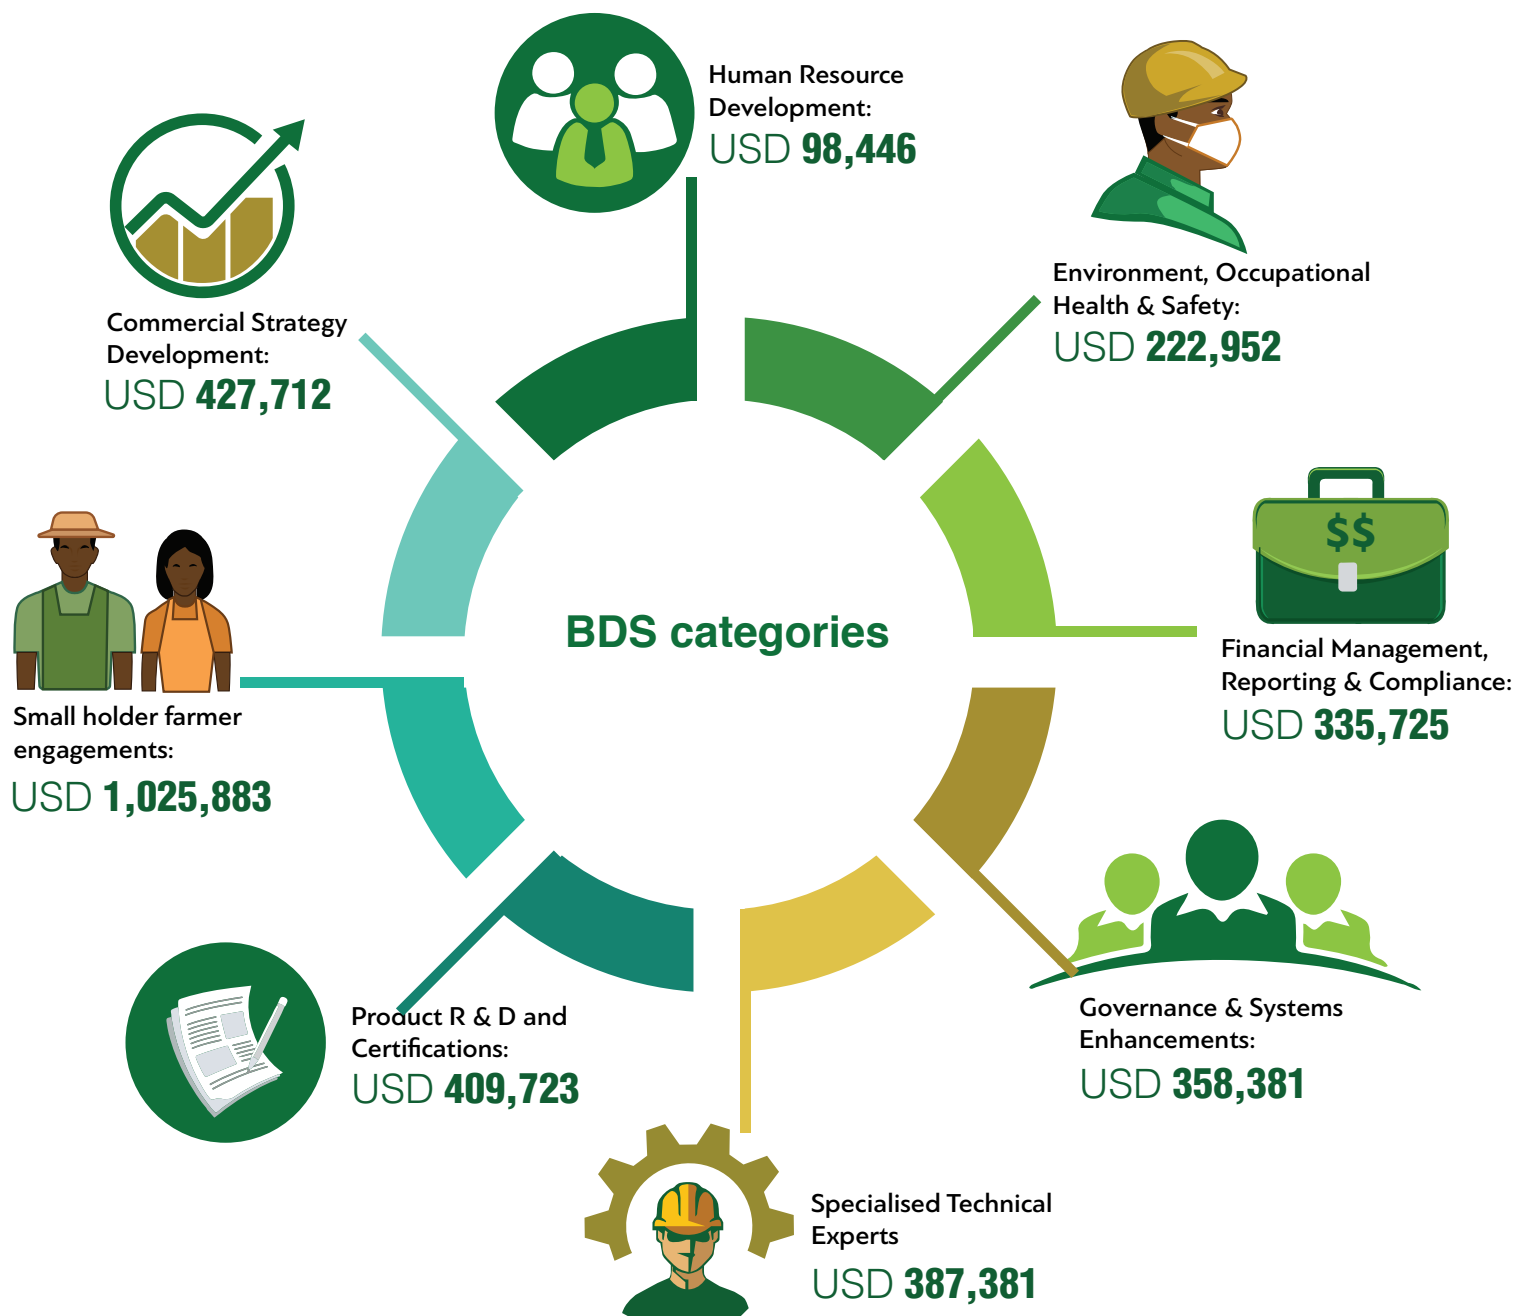 Human Resource
Development:
USD 98,446
Environment, Occupational
Health & Safety:
USD 222,952
Commercial Strategy
Development:
USD 427,712
$$
Financial Management,
Reporting & Compliance:
USD 335,725
BDS categories
Small holder farmer
engagements:
USD 1,025,883
Governance & Systems
Enhancements:
USD 358,381
Product R & D and
Certifications:
USD 409,723
Specialised Technical
Experts
USD 387,381